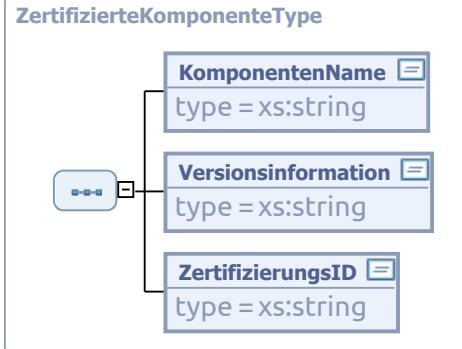 ZertifizierteKomponenteType
KomponentenName
type = xs:string
Versionsinformation
type = xs:string
ZertifizierungsID
type = xs:string